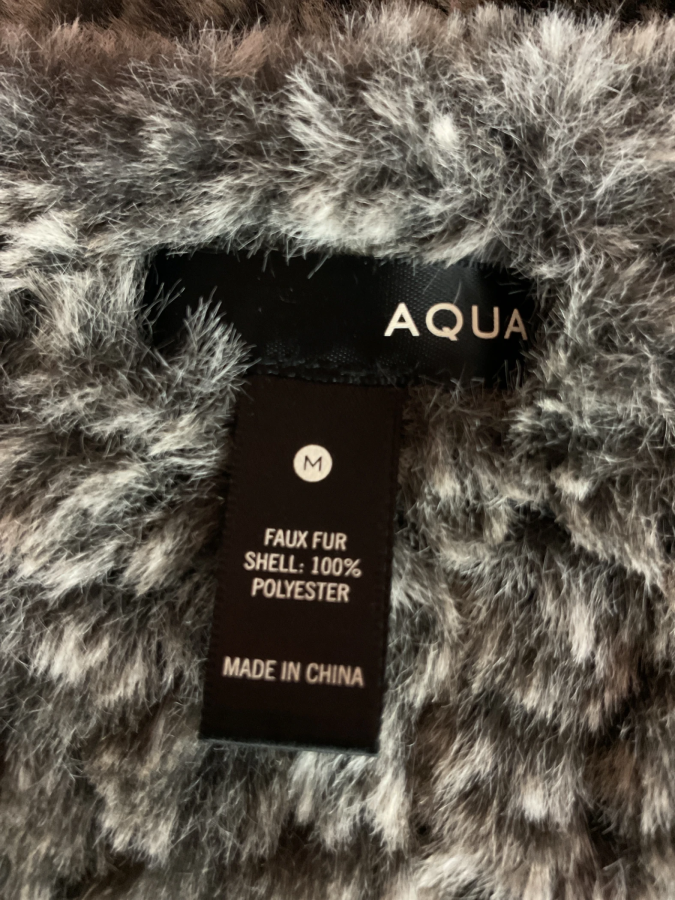 AQUA
M
FAUX FUR
SHELL: 100%
POLYESTER
MADE IN CHINA